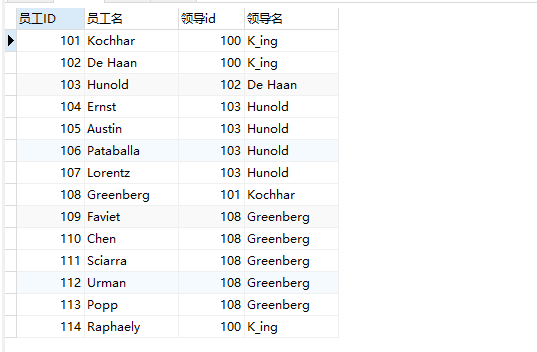 员工ID 员工名 领导id 领导名
101 Kochhar 100 K_ing
102 De Haan 100 K_ing
103 Hunold 102 De Haan
104 Ernst 103 Hunold
105 Austin 103 Hunold
106 Pataballa 103 Hunold
107 Lorentz 103 Hunold
108 Greenberg 101 Kochhar
109 Faviet 108 Greenberg
110 Chen 108 Greenberg
111 Sciarra 108 Greenberg
112 Urman 108 Greenberg
113 Popp 108 Greenberg
114 Raphaely 100 K_ing